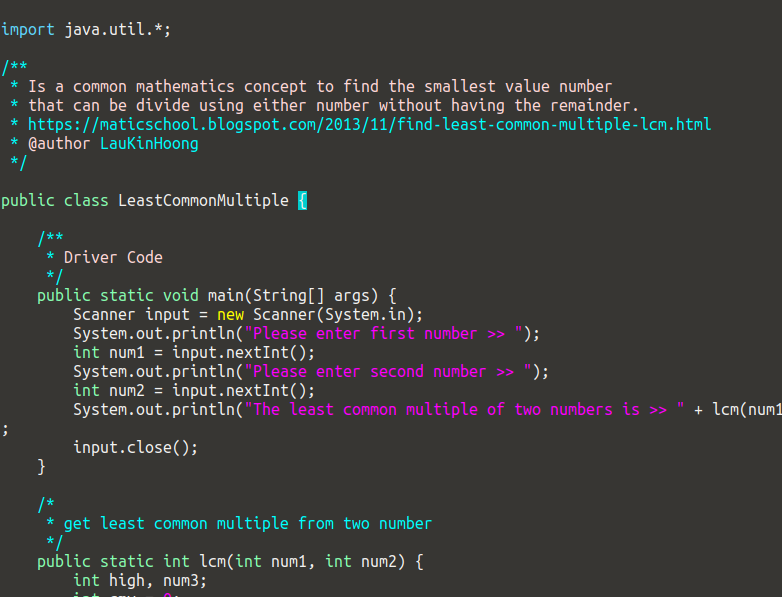 import java.util.*;
/**
 * Is a common mathematics concept to find the smallest value number
 * that can be divide using either number without having the remainder.
 * https://maticschool.blogspot.com/2013/11/find-least-common-multiple-lcm.html
 * @author LauKinHoong
 */
public class LeastCommonMultiple {
    /**
     * Driver Code
     */
    public static void main(String[] args) {
        Scanner input = new Scanner(System.in);
        System.out.println("Please enter first number >> ");
        int num1 = input.nextInt();
        System.out.println("Please enter second number >> ");
        int num2 = input.nextInt();
        System.out.println("The least common multiple of two numbers is >> " + lcm(num1
;
        input.close();
    }
    /*
     * get least common multiple from two number
     */
    public static int lcm(int num1, int num2) {
        int high, num3;